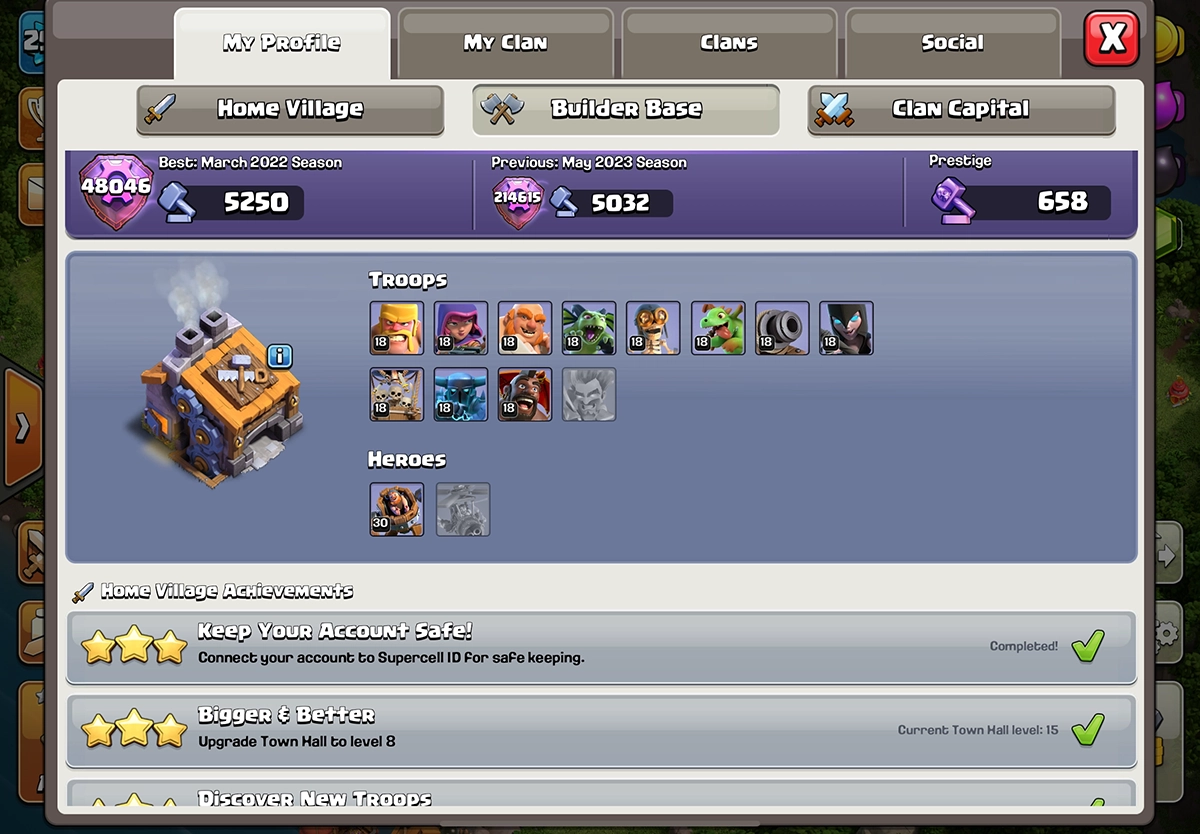 25
My Profile
My Clan
Clans
Social
X
Home Village
Builder Base
Clan Capital
Best: March 2022 Season
48046
5250
Previous: May 2023 Season
214615
5032
Prestige
658
i
Troops
18 18 18 18 18 18 18 18
18 18 18
Heroes
30
Home Village Achievements
Keep Your Account Safe!
Connect your account to Supercell ID for safe keeping.
Completed!
Bigger & Better
Upgrade Town Hall to level 8
Current Town Hall level: 15
Discover New Troops